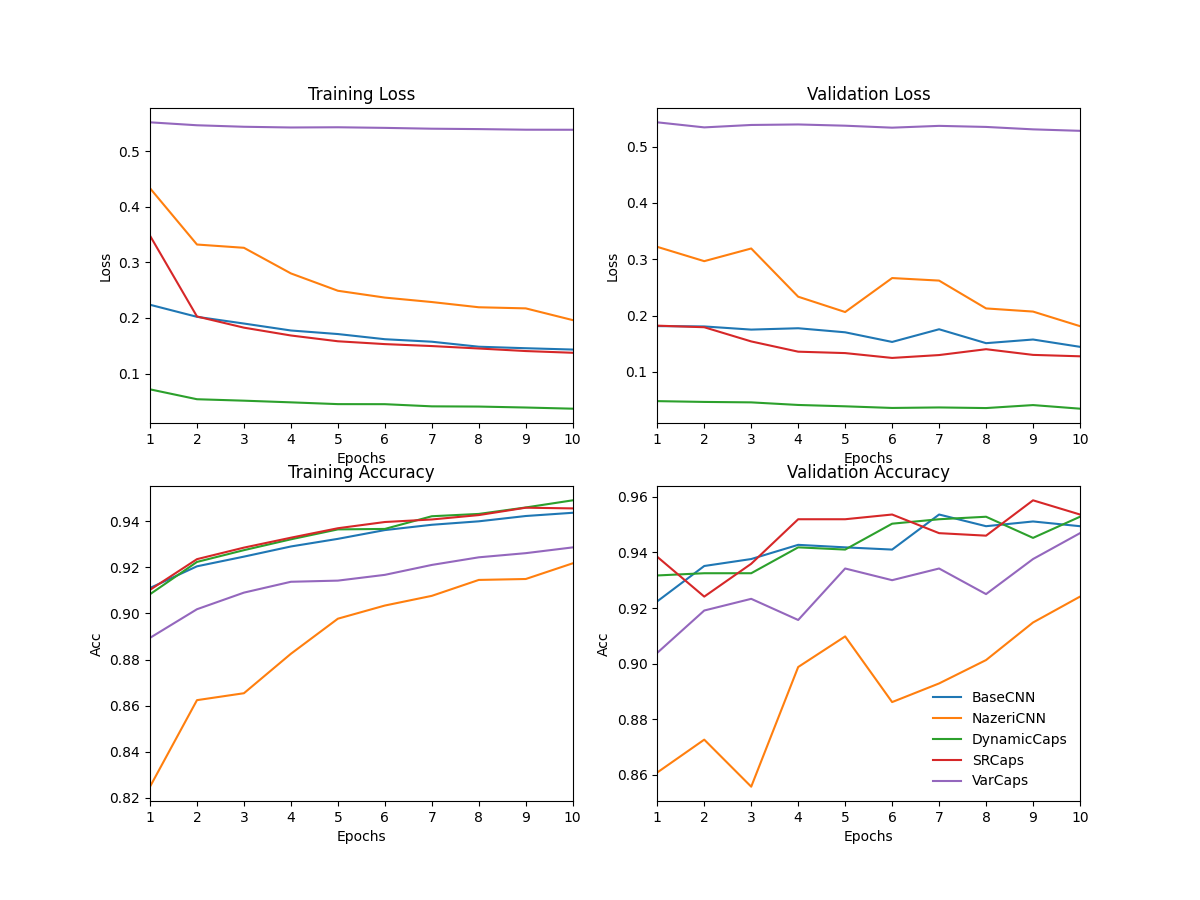 Training Loss
Loss
0.5
0.4
0.3
0.2
0.1
1 2 3 4 5 6 7 8 9 10
Epochs
Validation Loss
Loss
0.5
0.4
0.3
0.2
0.1
1 2 3 4 5 6 7 8 9 10
Epochs
Training Accuracy
Acc
0.94
0.92
0.90
0.88
0.86
0.84
0.82
1 2 3 4 5 6 7 8 9 10
Epochs
Validation Accuracy
Acc
0.96
0.94
0.92
0.90
0.88
0.86
1 2 3 4 5 6 7 8 9 10
Epochs
BaseCNN
NazeriCNN
DynamicCaps
SRCaps
VarCaps